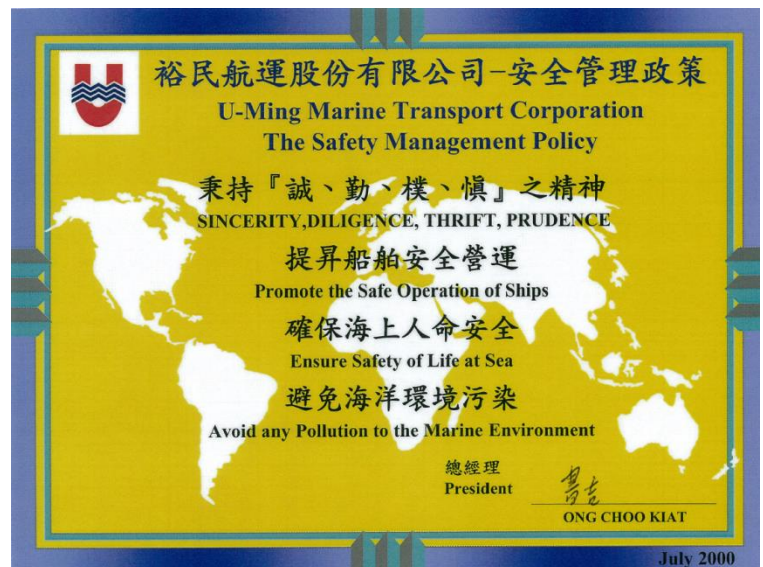 裕民航運股份有限公司-安全管理政策
U-Ming Marine Transport Corporation
The Safety Management Policy
秉持『誠、勤、樸、慎』之精神
SINCERITY,DILIGENCE, THRIFT, PRUDENCE
提昇船舶安全營運
Promote the Safe Operation of Ships
確保海上人命安全
Ensure Safety of Life at Sea
避免海洋環境污染
Avoid any Pollution to the Marine Environment
總經理
President
ONG CHOO KIAT
July 2000